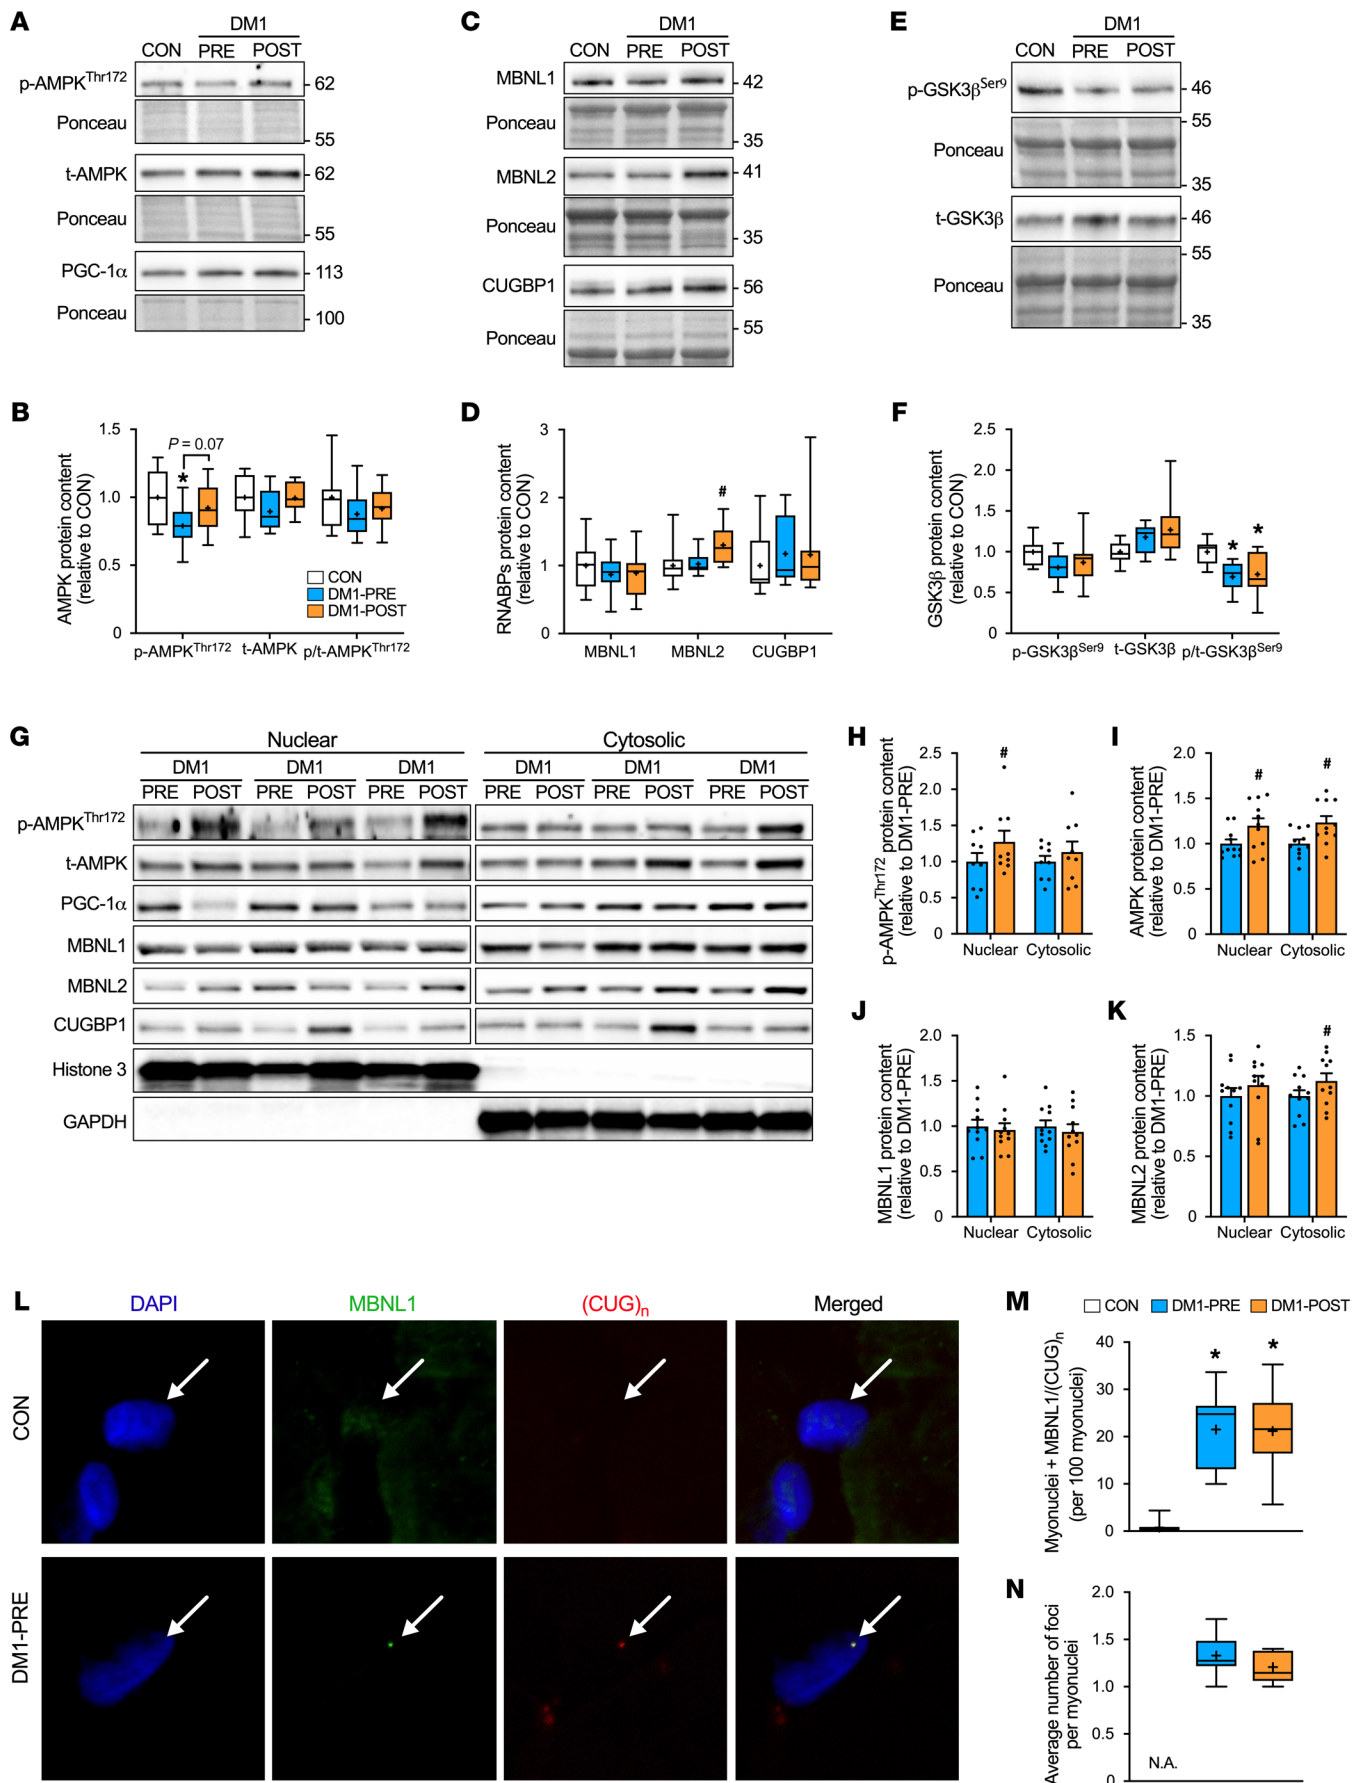 A
DM1
CON PRE POST
p-AMPKThr172
62
Ponceau
55
t-AMPK
62
Ponceau
55
PGC-1α
113
Ponceau
100
C
DM1
CON PRE POST
MBNL1
42
Ponceau
35
MBNL2
41
Ponceau
35
CUGBP1
56
Ponceau
55
E
DM1
CON PRE POST
p-GSK3βSer9
46
Ponceau
55
35
t-GSK3β
46
Ponceau
55
35
B
AMPK protein content
(relative to CON)
1.5
1.0
0.5
0
P = 0.07
*
CON
DM1-PRE
DM1-POST
p-AMPKThr172 t-AMPK p/t-AMPKThr172
D
RNABPs protein content
(relative to CON)
3
2
1
0
#
MBNL1 MBNL2 CUGBP1
F
GSK3β protein content
(relative to CON)
2.5
2.0
1.5
1.0
0.5
0
* *
p-GSK3βSer9 t-GSK3β p/t-GSK3βSer9
G
Nuclear Cytosolic
DM1 DM1 DM1 DM1 DM1 DM1
PRE POST PRE POST PRE POST PRE POST PRE POST PRE POST
p-AMPKThr172
t-AMPK
PGC-1α
MBNL1
MBNL2
CUGBP1
Histone 3
GAPDH
H
p-AMPKThr172 protein content
(relative to DM1-PRE)
2.5
2.0
1.5
1.0
0.5
0
#
Nuclear Cytosolic
I
AMPK protein content
(relative to DM1-PRE)
2.0
1.5
1.0
0.5
0
# #
Nuclear Cytosolic
J
MBNL1 protein content
(relative to DM1-PRE)
2.0
1.5
1.0
0.5
0
Nuclear Cytosolic
K
MBNL2 protein content
(relative to DM1-PRE)
1.5
1.0
0.5
0
#
Nuclear Cytosolic
L
DAPI MBNL1 (CUG)n Merged
CON
DM1-PRE
M
CON DM1-PRE DM1-POST
Myonuclei + MBNL1/(CUG)n
(per 100 myonuclei)
40
30
20
10
0
* *
N
Average number of foci
per myonuclei
2.0
1.5
1.0
0.5
0
N.A.